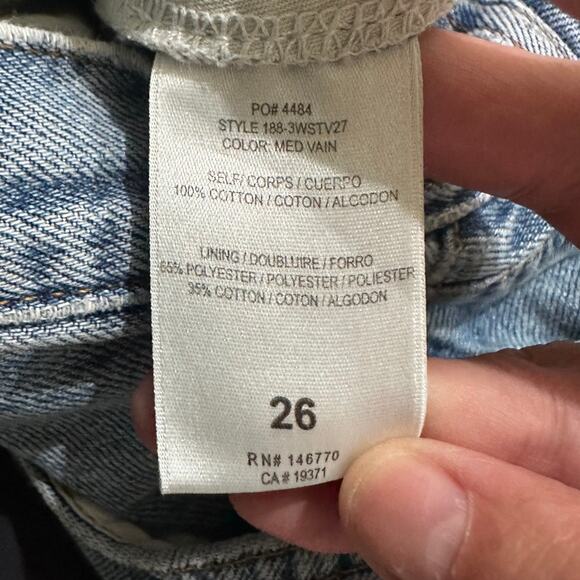 PO# 4484
STYLE 188-3WSTV27
COLOR: MED VAIN
SELF/ CORPS / CUERPO
100% COTTON / COTON / ALGODON
LINING / DOUBLUIRE / FORRO
65% POLYESTER / POLYESTER / POLIESTER
35% COTTON / COTON / ALGODON
26
RN# 146770
CA# 19371